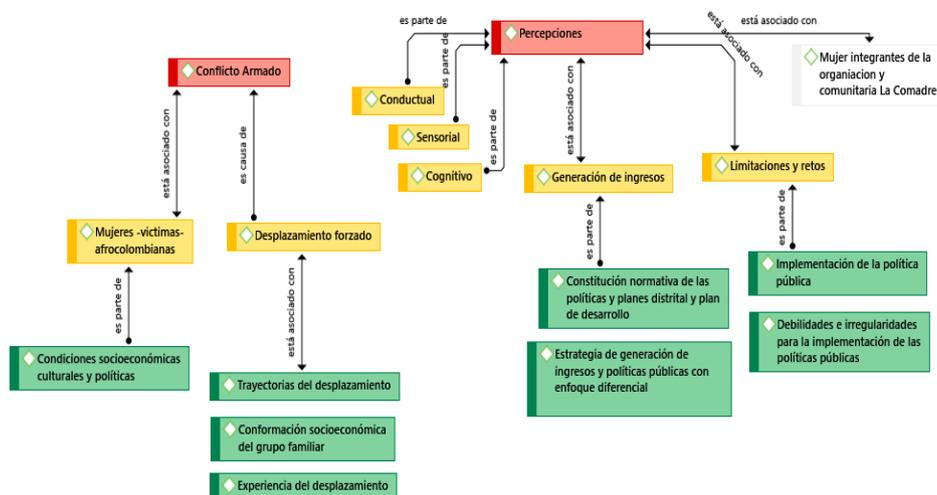 es parte de
Percepciones
está asociado con
está asociado con
Mujer integrantes de la
organiacion y
comunitaria La Comadre
Conflicto Armado
es parte de
Conductual
Sensorial
Cognitivo
es parte de
está asociado con
Generación de ingresos
Limitaciones y retos
está asociado con
es causa de
Mujeres -victimas-
afrocolombianas
Desplazamiento forzado
es parte de
es parte de
Constitución normativa de las
políticas y planes distrital y plan
de desarrollo
Implementación de la política
pública
Estrategia de generación de
ingresos y políticas públicas con
enfoque diferencial
Debilidades e irregularidades
para la implementación de las
políticas públicas
es parte de
Condiciones socioeconómicas
culturales y políticas
está asociado con
Trayectorias del desplazamiento
Conformación socioeconómica
del grupo familiar
Experiencia del desplazamiento